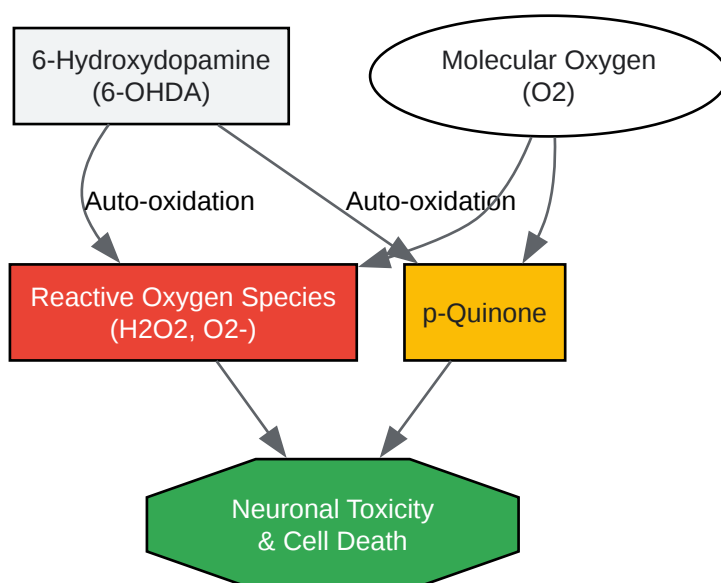 6-Hydroxydopamine
(6-OHDA)
Molecular Oxygen
(O2)
Auto-oxidation
Auto-oxidation
Reactive Oxygen Species
(H2O2, O2-)
p-Quinone
Neuronal Toxicity
& Cell Death